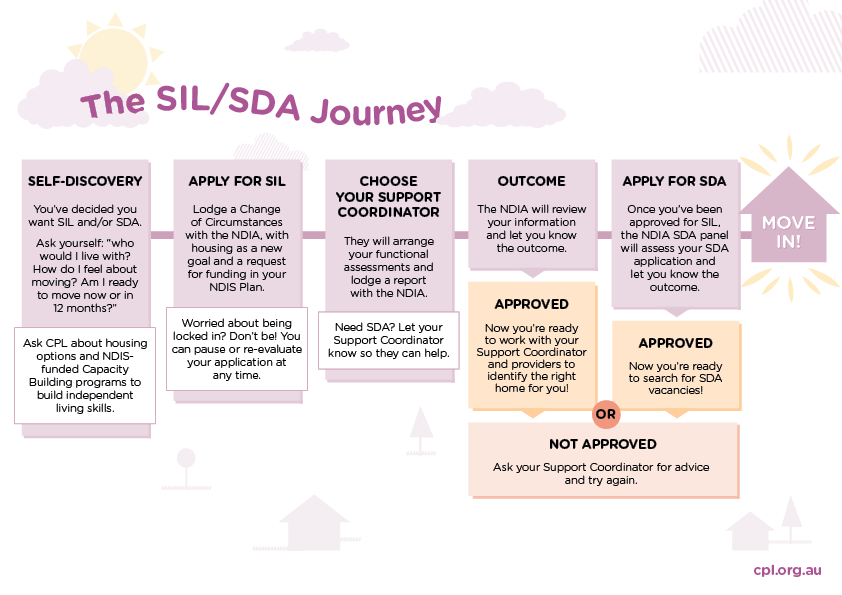 The SIL/SDA Journey
SELF-DISCOVERY
You've decided you
want SIL and/or SDA.
Ask yourself: "who
would I live with?
How do I feel about
moving? Am I ready
to move now or in
12 months?"
Ask CPL about housing
options and NDIS-
funded Capacity
Building programs to
build independent
living skills.
APPLY FOR SIL
Lodge a Change
of Circumstances
with the NDIA, with
housing as a new
goal and a request
for funding in your
NDIS Plan.
Worried about being
locked in? Don't be! You
can pause or re-evaluate
your application at
any time.
CHOOSE
YOUR SUPPORT
COORDINATOR
They will arrange
your functional
assessments and
lodge a report
with the NDIA.
Need SDA? Let your
Support Coordinator
know so they can help.
OUTCOME
The NDIA will review
your information
and let you know
the outcome.
APPROVED
Now you're ready
to work with your
Support Coordinator
and providers to
identify the right
home for you!
APPLY FOR SDA
Once you've been
approved for SIL,
the NDIA SDA panel
will assess your SDA
application and
let you know the
outcome.
APPROVED
Now you're ready
to search for SDA
vacancies!
OR
NOT APPROVED
Ask your Support Coordinator for advice
and try again.
MOVE
IN!
cpl.org.au